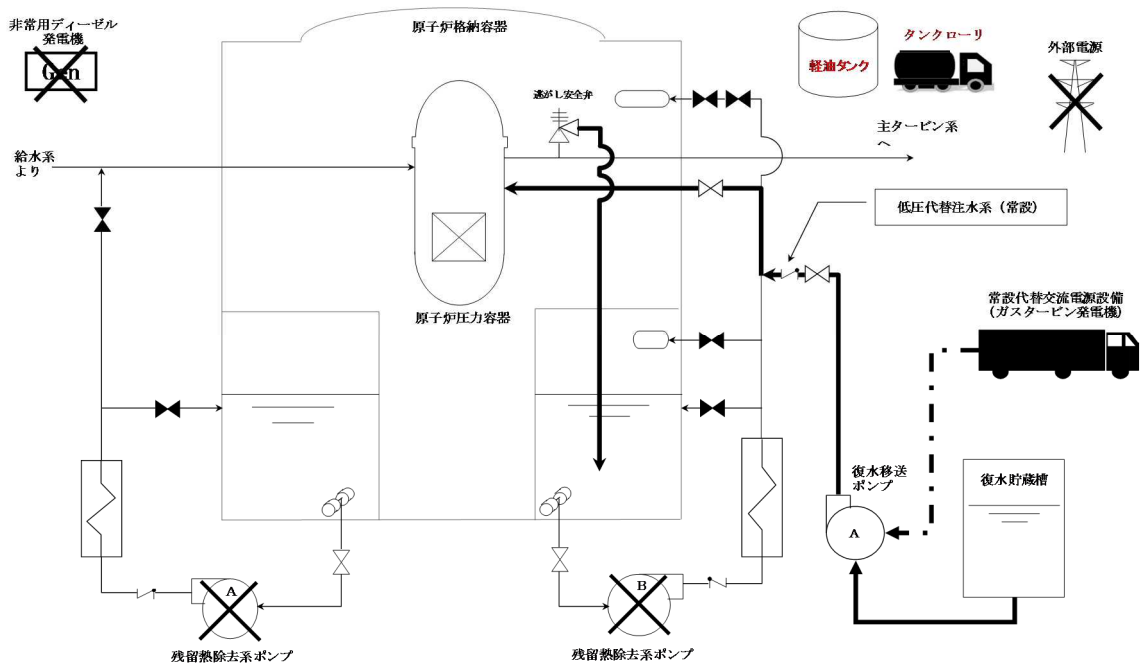 非常用ディーゼル
発電機
Gen
原子炉格納容器
軽油タンク
タンクローリ
外部電源
逃がし安全弁
主タービン系
へ
給水系
より
低圧代替注水系（常設）
原子炉圧力容器
常設代替交流電源設備
（ガスタービン発電機）
復水移送
ポンプ
復水貯蔵槽
A
A
B
残留熱除去系ポンプ
残留熱除去系ポンプ